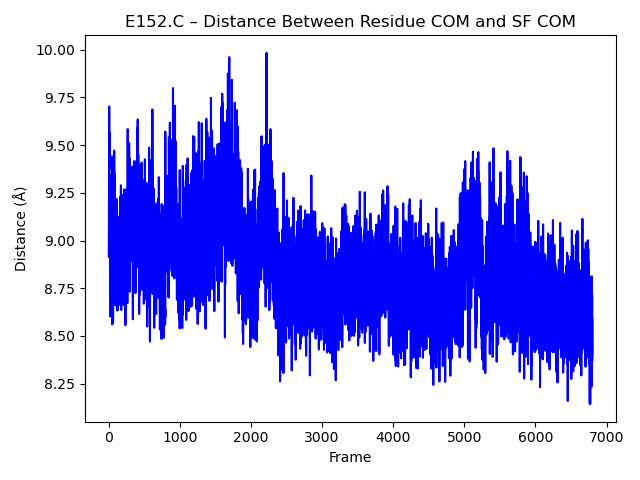 E152.C – Distance Between Residue COM and SF COM
10.00
9.75
9.50
9.25
9.00
8.75
8.50
8.25
Distance (Å)
0 1000 2000 3000 4000 5000 6000 7000
Frame